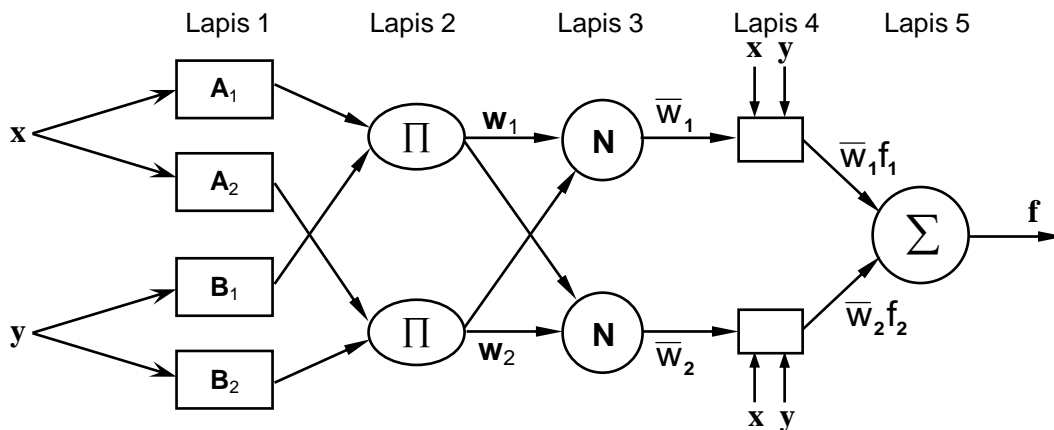 Lapis 1 Lapis 2 Lapis 3 Lapis 4 Lapis 5
x y
A₁
∏ w₁ N w̅₁
x
A₂
w̅₁f₁
∑ f
B₁
w̅₂f₂
y
∏ w₂ N w̅₂
B₂
x y